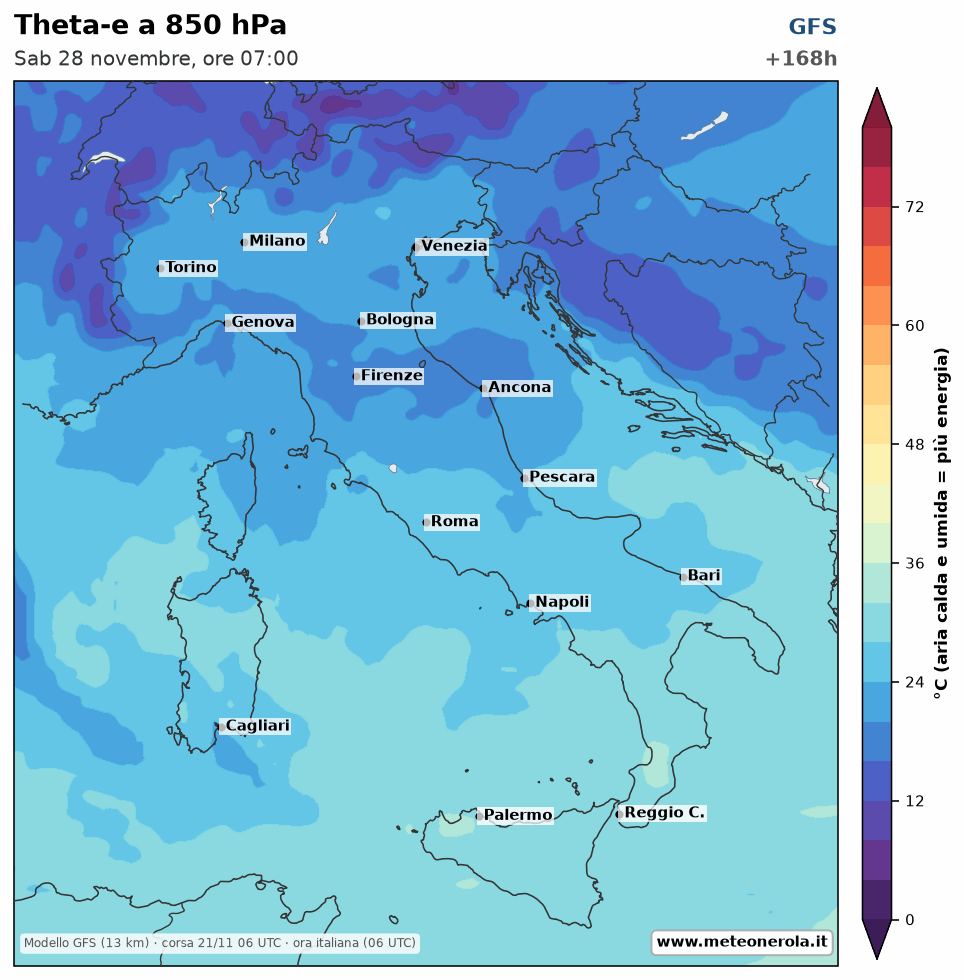 Theta-e a 850 hPa
GFS
Sab 28 novembre, ore 07:00
+168h
Milano
Venezia
Torino
Genova
Bologna
Firenze
Ancona
Pescara
Roma
Bari
Napoli
Cagliari
Palermo
Reggio C.
72
60
48
36
24
12
0
°C (aria calda e umida = più energia)
Modello GFS (13 km) · corsa 21/11 06 UTC · ora italiana (06 UTC)
www.meteonerola.it